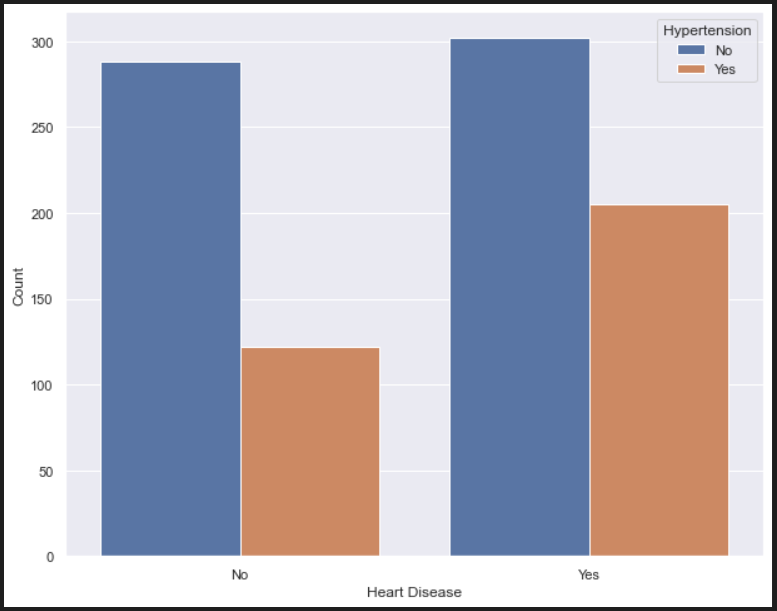 Hypertension
No
Yes
300
250
200
150
100
50
0
Count
No Yes
Heart Disease